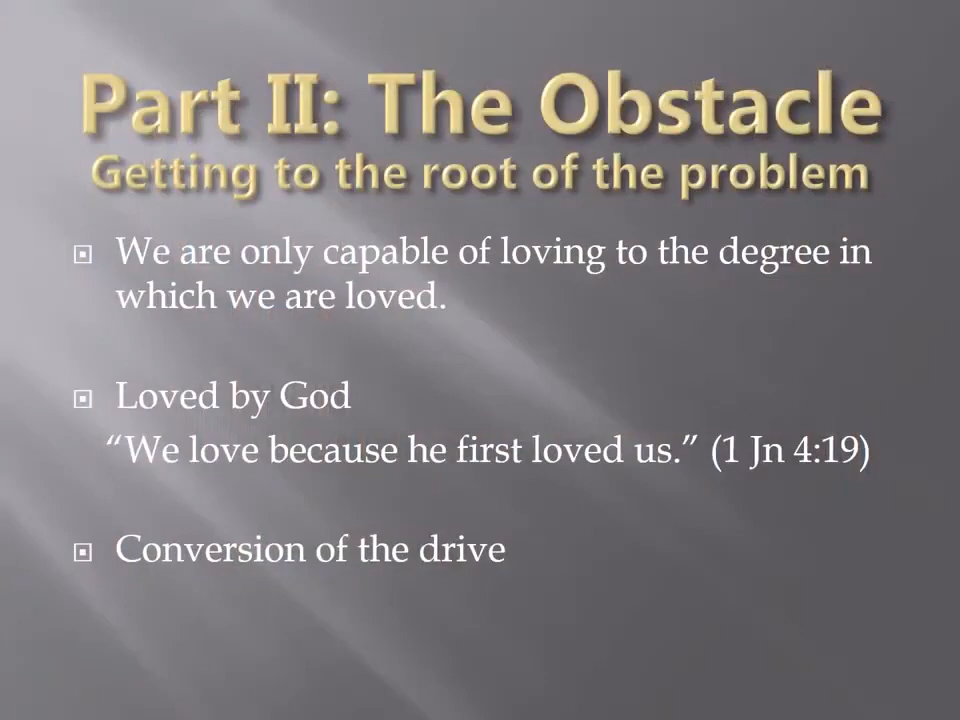 Part II: The Obstacle
Getting to the root of the problem
We are only capable of loving to the degree in
which we are loved.
Loved by God
“We love because he first loved us.” (1 Jn 4:19)
Conversion of the drive